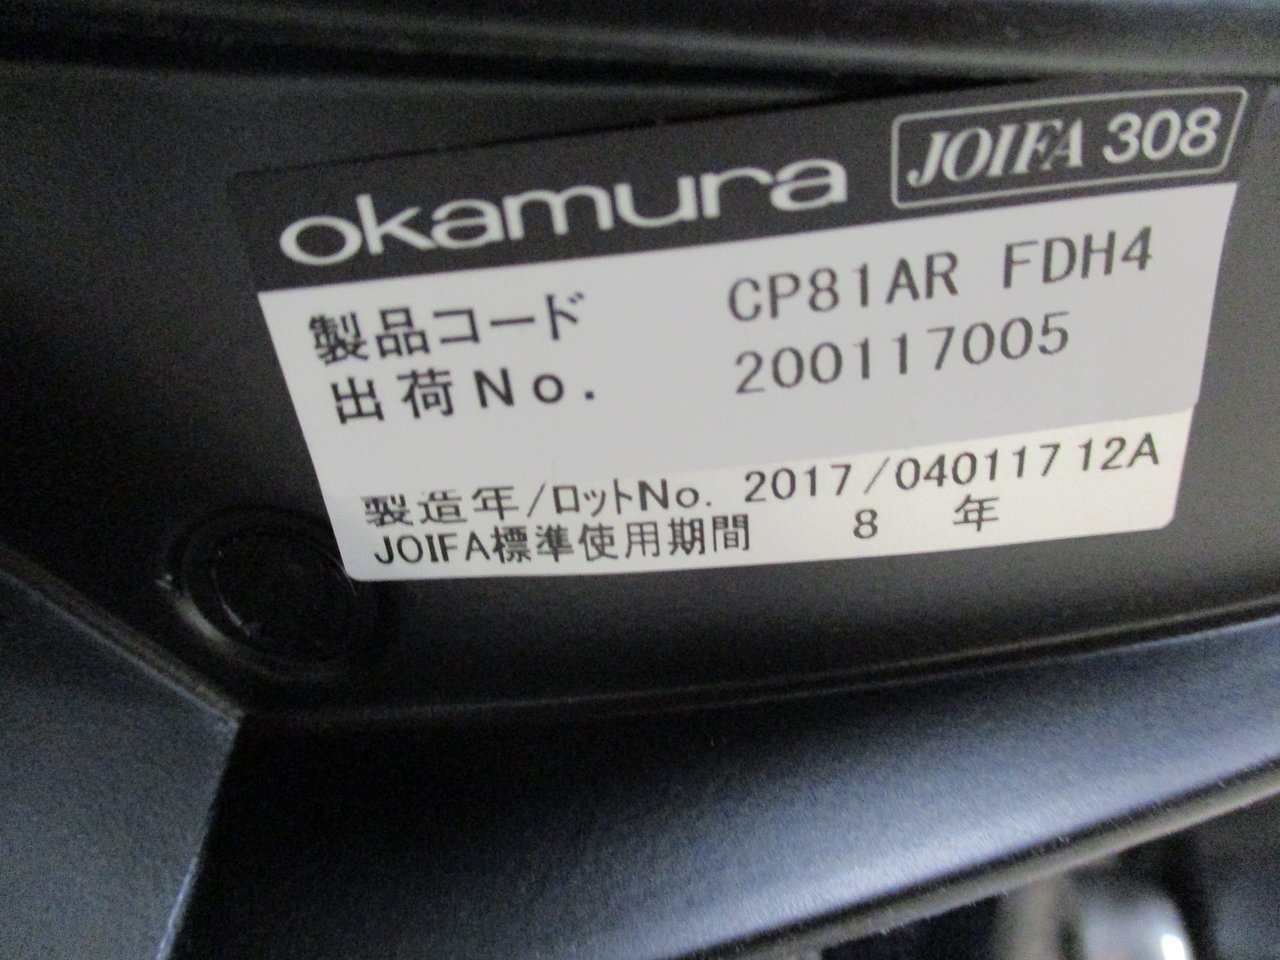 okamura JOIFA 308
製品コード CP81AR FDH4
出荷No. 200117005
製造年/ロットNo. 2017/04011712A
JOIFA標準使用期間 8 年